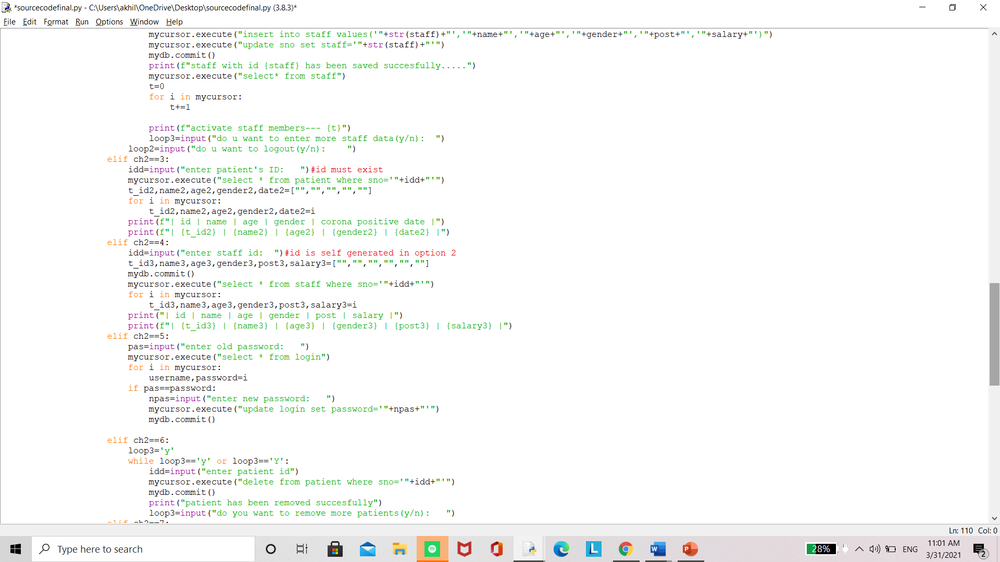 *sourcecodefinal.py - C:\Users\akhil\OneDrive\Desktop\sourcecodefinal.py (3.8.3)*
File Edit Format Run Options Window Help
mycursor.execute("insert into staff values('"+str(staff)+"','"+name+"','"+age+"','"+gender+"','"+post+"','"+salary+"')")
mycursor.execute("update sno set staff='"+str(staff)+"'")
mydb.commit()
print(f"staff with id {staff} has been saved succesfully.....")
mycursor.execute("select* from staff")
t=0
for i in mycursor:
t+=1
print(f"activate staff members--- {t}")
loop3=input("do u want to enter more staff data(y/n):  ")
loop2=input("do u want to logout(y/n):    ")
elif ch2==3:
idd=input("enter patient's ID:   ")#id must exist
mycursor.execute("select * from patient where sno='"+idd+"'")
t_id2,name2,age2,gender2,date2=["","","","",""]
for i in mycursor:
t_id2,name2,age2,gender2,date2=i
print(f"| id | name | age | gender | corona positive date |")
print(f"| {t_id2} | {name2} | {age2} | {gender2} | {date2} |")
elif ch2==4:
idd=input("enter staff id:  ")#id is self generated in option 2
t_id3,name3,age3,gender3,post3,salary3=["","","","","",""]
mydb.commit()
mycursor.execute("select * from staff where sno='"+idd+"'")
for i in mycursor:
t_id3,name3,age3,gender3,post3,salary3=i
print("| id | name | age | gender | post | salary |")
print(f"| {t_id3} | {name3} | {age3} | {gender3} | {post3} | {salary3} |")
elif ch2==5:
pas=input("enter old password:   ")
mycursor.execute("select * from login")
for i in mycursor:
username,password=i
if pas==password:
npas=input("enter new password:   ")
mycursor.execute("update login set password='"+npas+"'")
mydb.commit()
elif ch2==6:
loop3='y'
while loop3=='y' or loop3=='Y':
idd=input("enter patient id")
mycursor.execute("delete from patient where sno='"+idd+"'")
mydb.commit()
print("patient has been removed succesfully")
loop3=input("do you want to remove more patients(y/n):   ")
elif ch2==7:
Ln: 110 Col: 0
Type here to search
28%
ENG
11:01 AM
3/31/2021
2